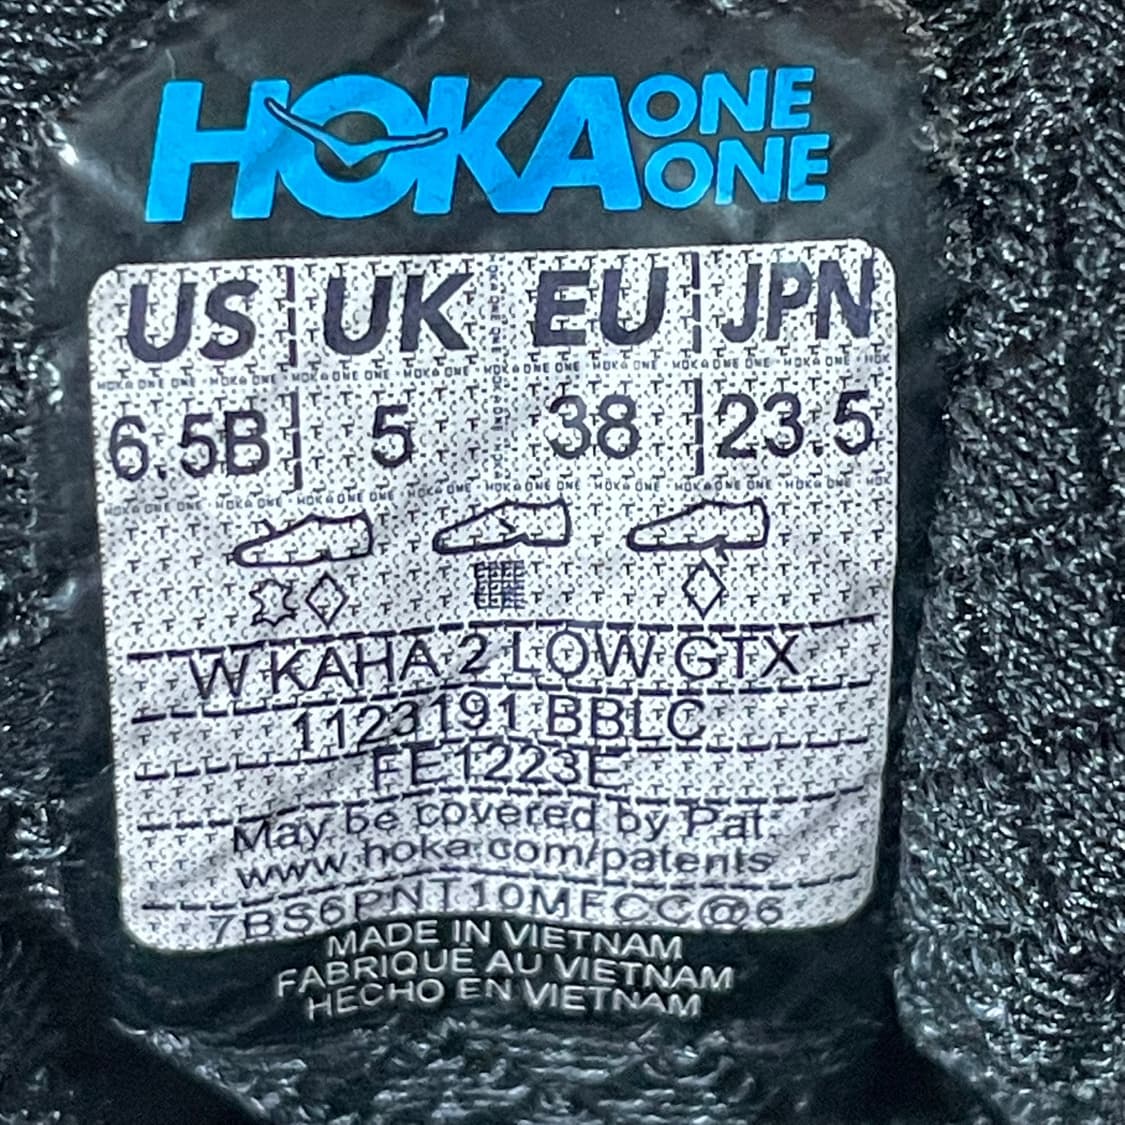 HOKA ONE ONE
US UK EU JPN
6.5B 5 38 23.5
W KAHA 2 LOW GTX
1123191 BBLC
FE1223E
May be covered by Pat:
www.hoka.com/patents
7BS6PNT10MFCC@6
MADE IN VIETNAM
FABRIQUÉ AU VIETNAM
HECHO EN VIETNAM